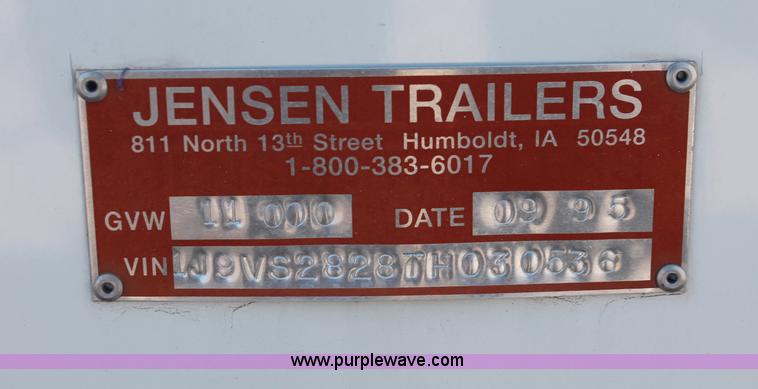 JENSEN TRAILERS
811 North 13th Street Humboldt, IA 50548
1-800-383-6017
GVW 11 000 DATE 09 95
VIN 1J9VS2828TH030536
www.purplewave.com